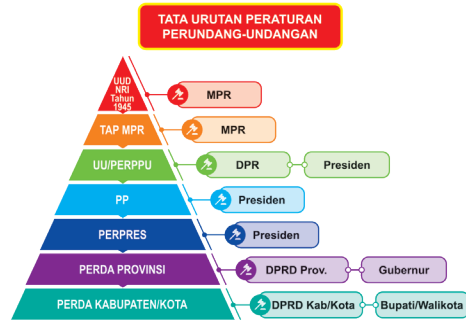 TATA URUTAN PERATURAN
PERUNDANG-UNDANGAN
UUD
NRI
Tahun
1945
MPR
TAP MPR
MPR
UU/PERPPU
DPR
Presiden
PP
Presiden
PERPRES
Presiden
PERDA PROVINSI
DPRD Prov.
Gubernur
PERDA KABUPATEN/KOTA
DPRD Kab/Kota
Bupati/Walikota